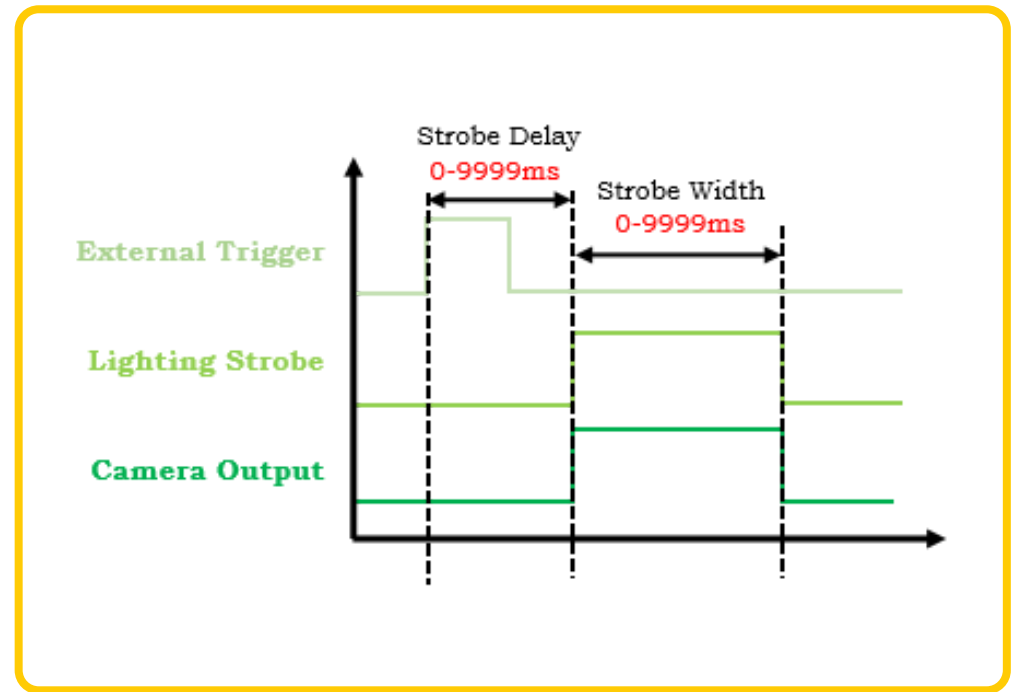 Strobe Delay
0-9999ms
Strobe Width
0-9999ms
External Trigger
Lighting Strobe
Camera Output